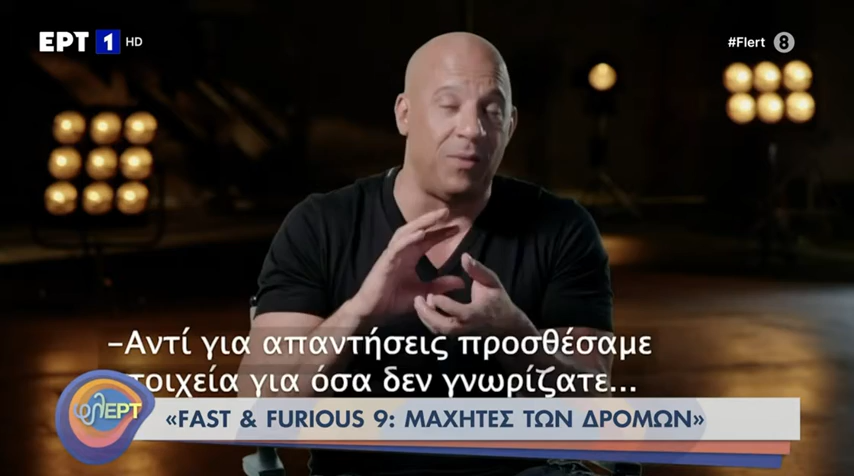 ΕΡΤ 1 HD
#Flert 8
–Αντί για απαντήσεις προσθέσαμε
στοιχεία για όσα δεν γνωρίζατε...
φλΕΡΤ
«FAST & FURIOUS 9: ΜΑΧΗΤΕΣ ΤΩΝ ΔΡΟΜΩΝ»